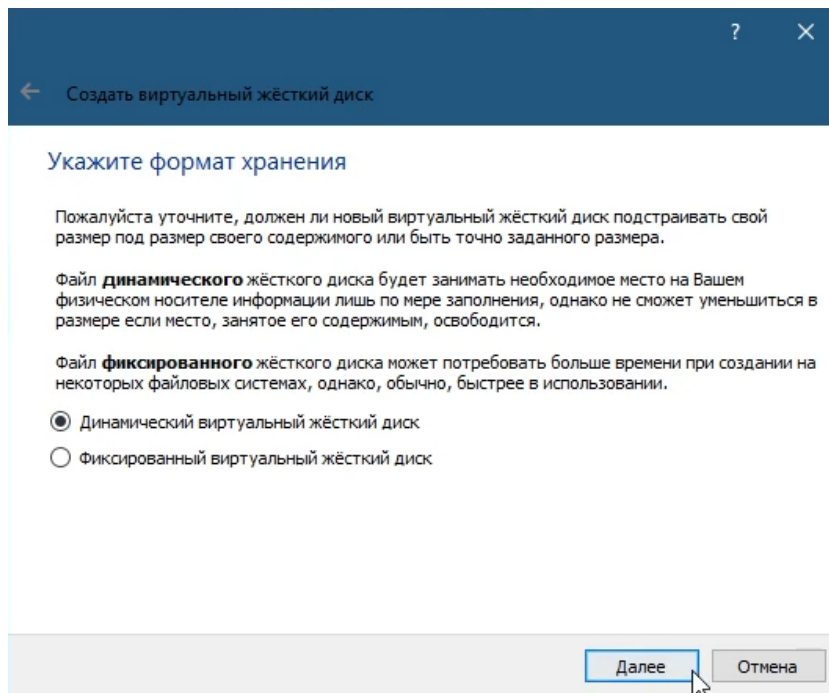 ?
Создать виртуальный жёсткий диск
Укажите формат хранения
Пожалуйста уточните, должен ли новый виртуальный жёсткий диск подстраивать свой
размер под размер своего содержимого или быть точно заданного размера.
Файл динамического жёсткого диска будет занимать необходимое место на Вашем
физическом носителе информации лишь по мере заполнения, однако не сможет уменьшиться в
размере если место, занятое его содержимым, освободится.
Файл фиксированного жёсткого диска может потребовать больше времени при создании на
некоторых файловых системах, однако, обычно, быстрее в использовании.
Динамический виртуальный жёсткий диск
Фиксированный виртуальный жёсткий диск
Далее Отмена